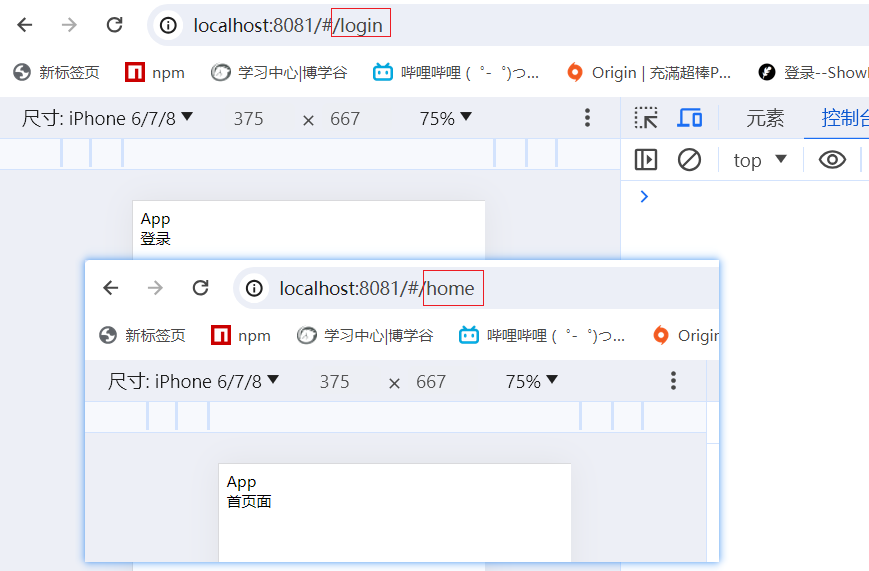 localhost:8081/#/login
新标签页 npm 学习中心|博学谷 哔哩哔哩 (゜-゜)つ... Origin | 充滿超棒P... 登录--Show
尺寸: iPhone 6/7/8 375 × 667 75% 元素 控制台
top
App
登录
localhost:8081/#/home
新标签页 npm 学习中心|博学谷 哔哩哔哩 (゜-゜)つ... Origin
尺寸: iPhone 6/7/8 375 × 667 75%
App
首页面